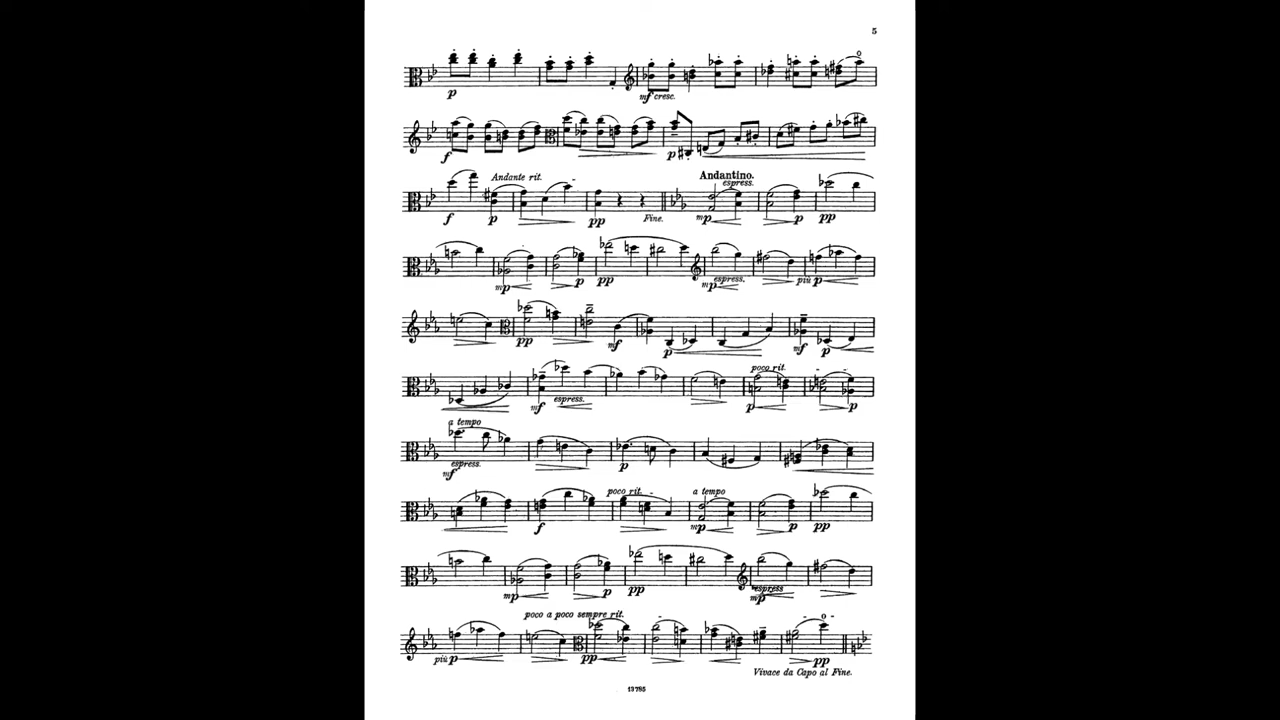 5
p mf cresc.
f p
Andante rit. Andantino. espress.
f p pp Fine. mp p pp
mp p pp mp espress. più p
pp mf p mf p
poco rit.
mf espress. p p
a tempo
mf espress. p
poco rit. a tempo
f mp p pp
mp p pp mp espress
poco a poco sempre rit.
più p pp pp
Vivace da Capo al Fine.
13785